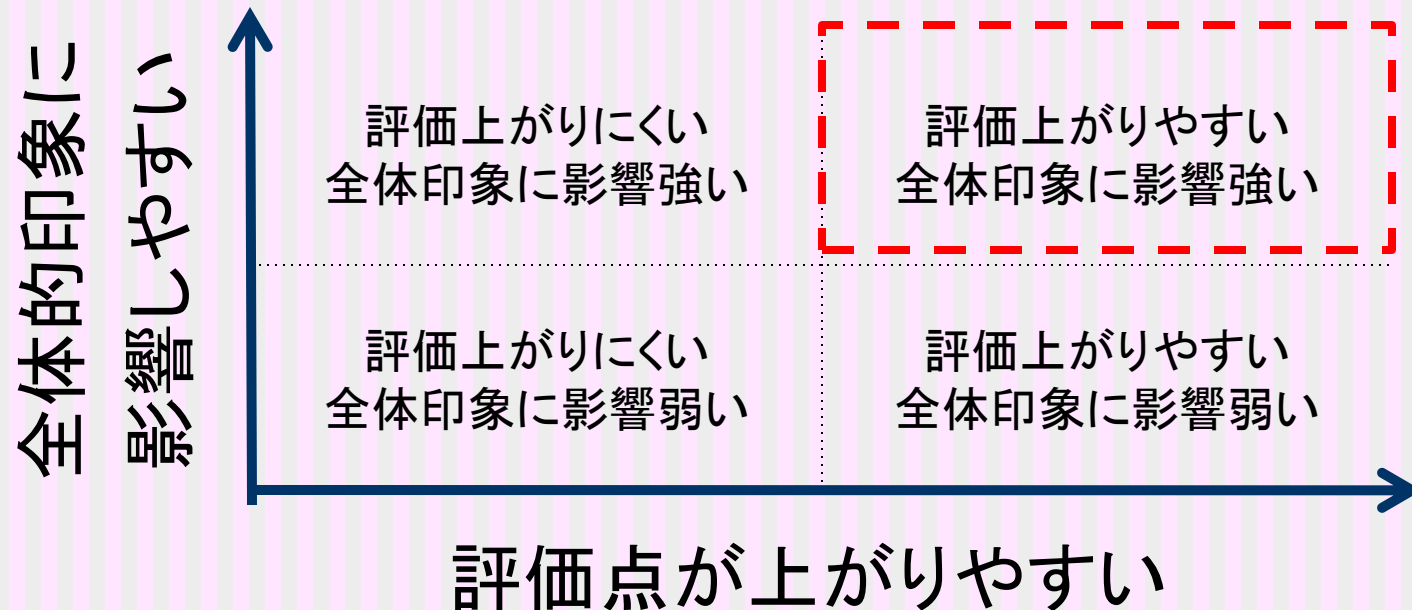 全体的印象に
影響しやすい
評価上がりにくい
全体印象に影響強い
評価上がりやすい
全体印象に影響強い
評価上がりにくい
全体印象に影響弱い
評価上がりやすい
全体印象に影響弱い
評価点が上がりやすい